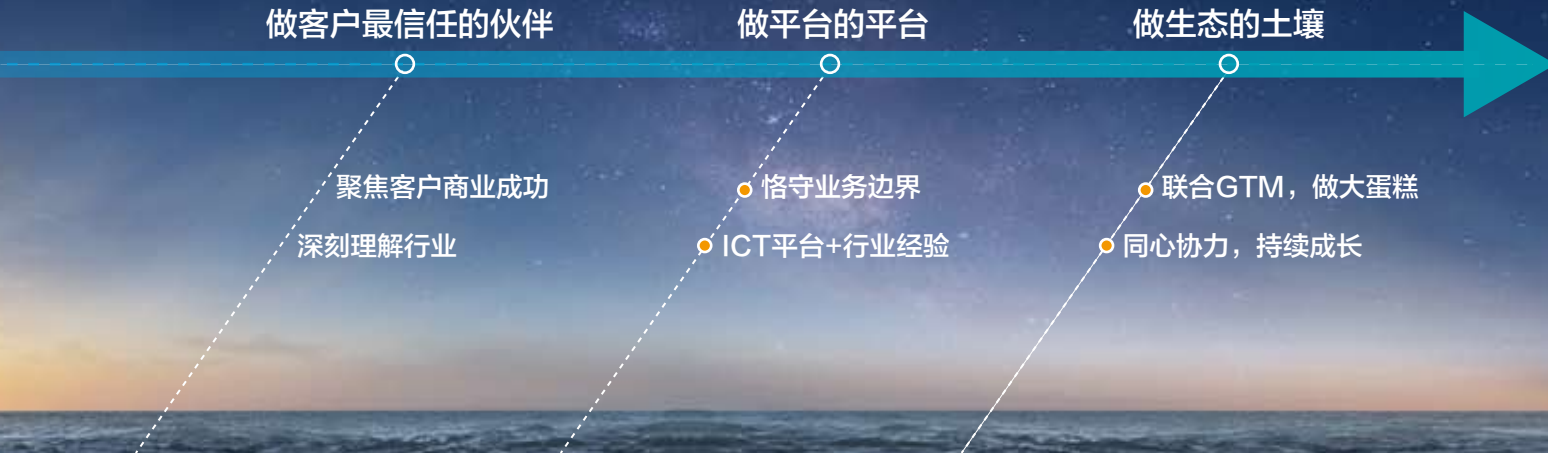 做客户最信任的伙伴
做平台的平台
做生态的土壤
聚焦客户商业成功
深刻理解行业
恪守业务边界
ICT平台+行业经验
联合GTM，做大蛋糕
同心协力，持续成长